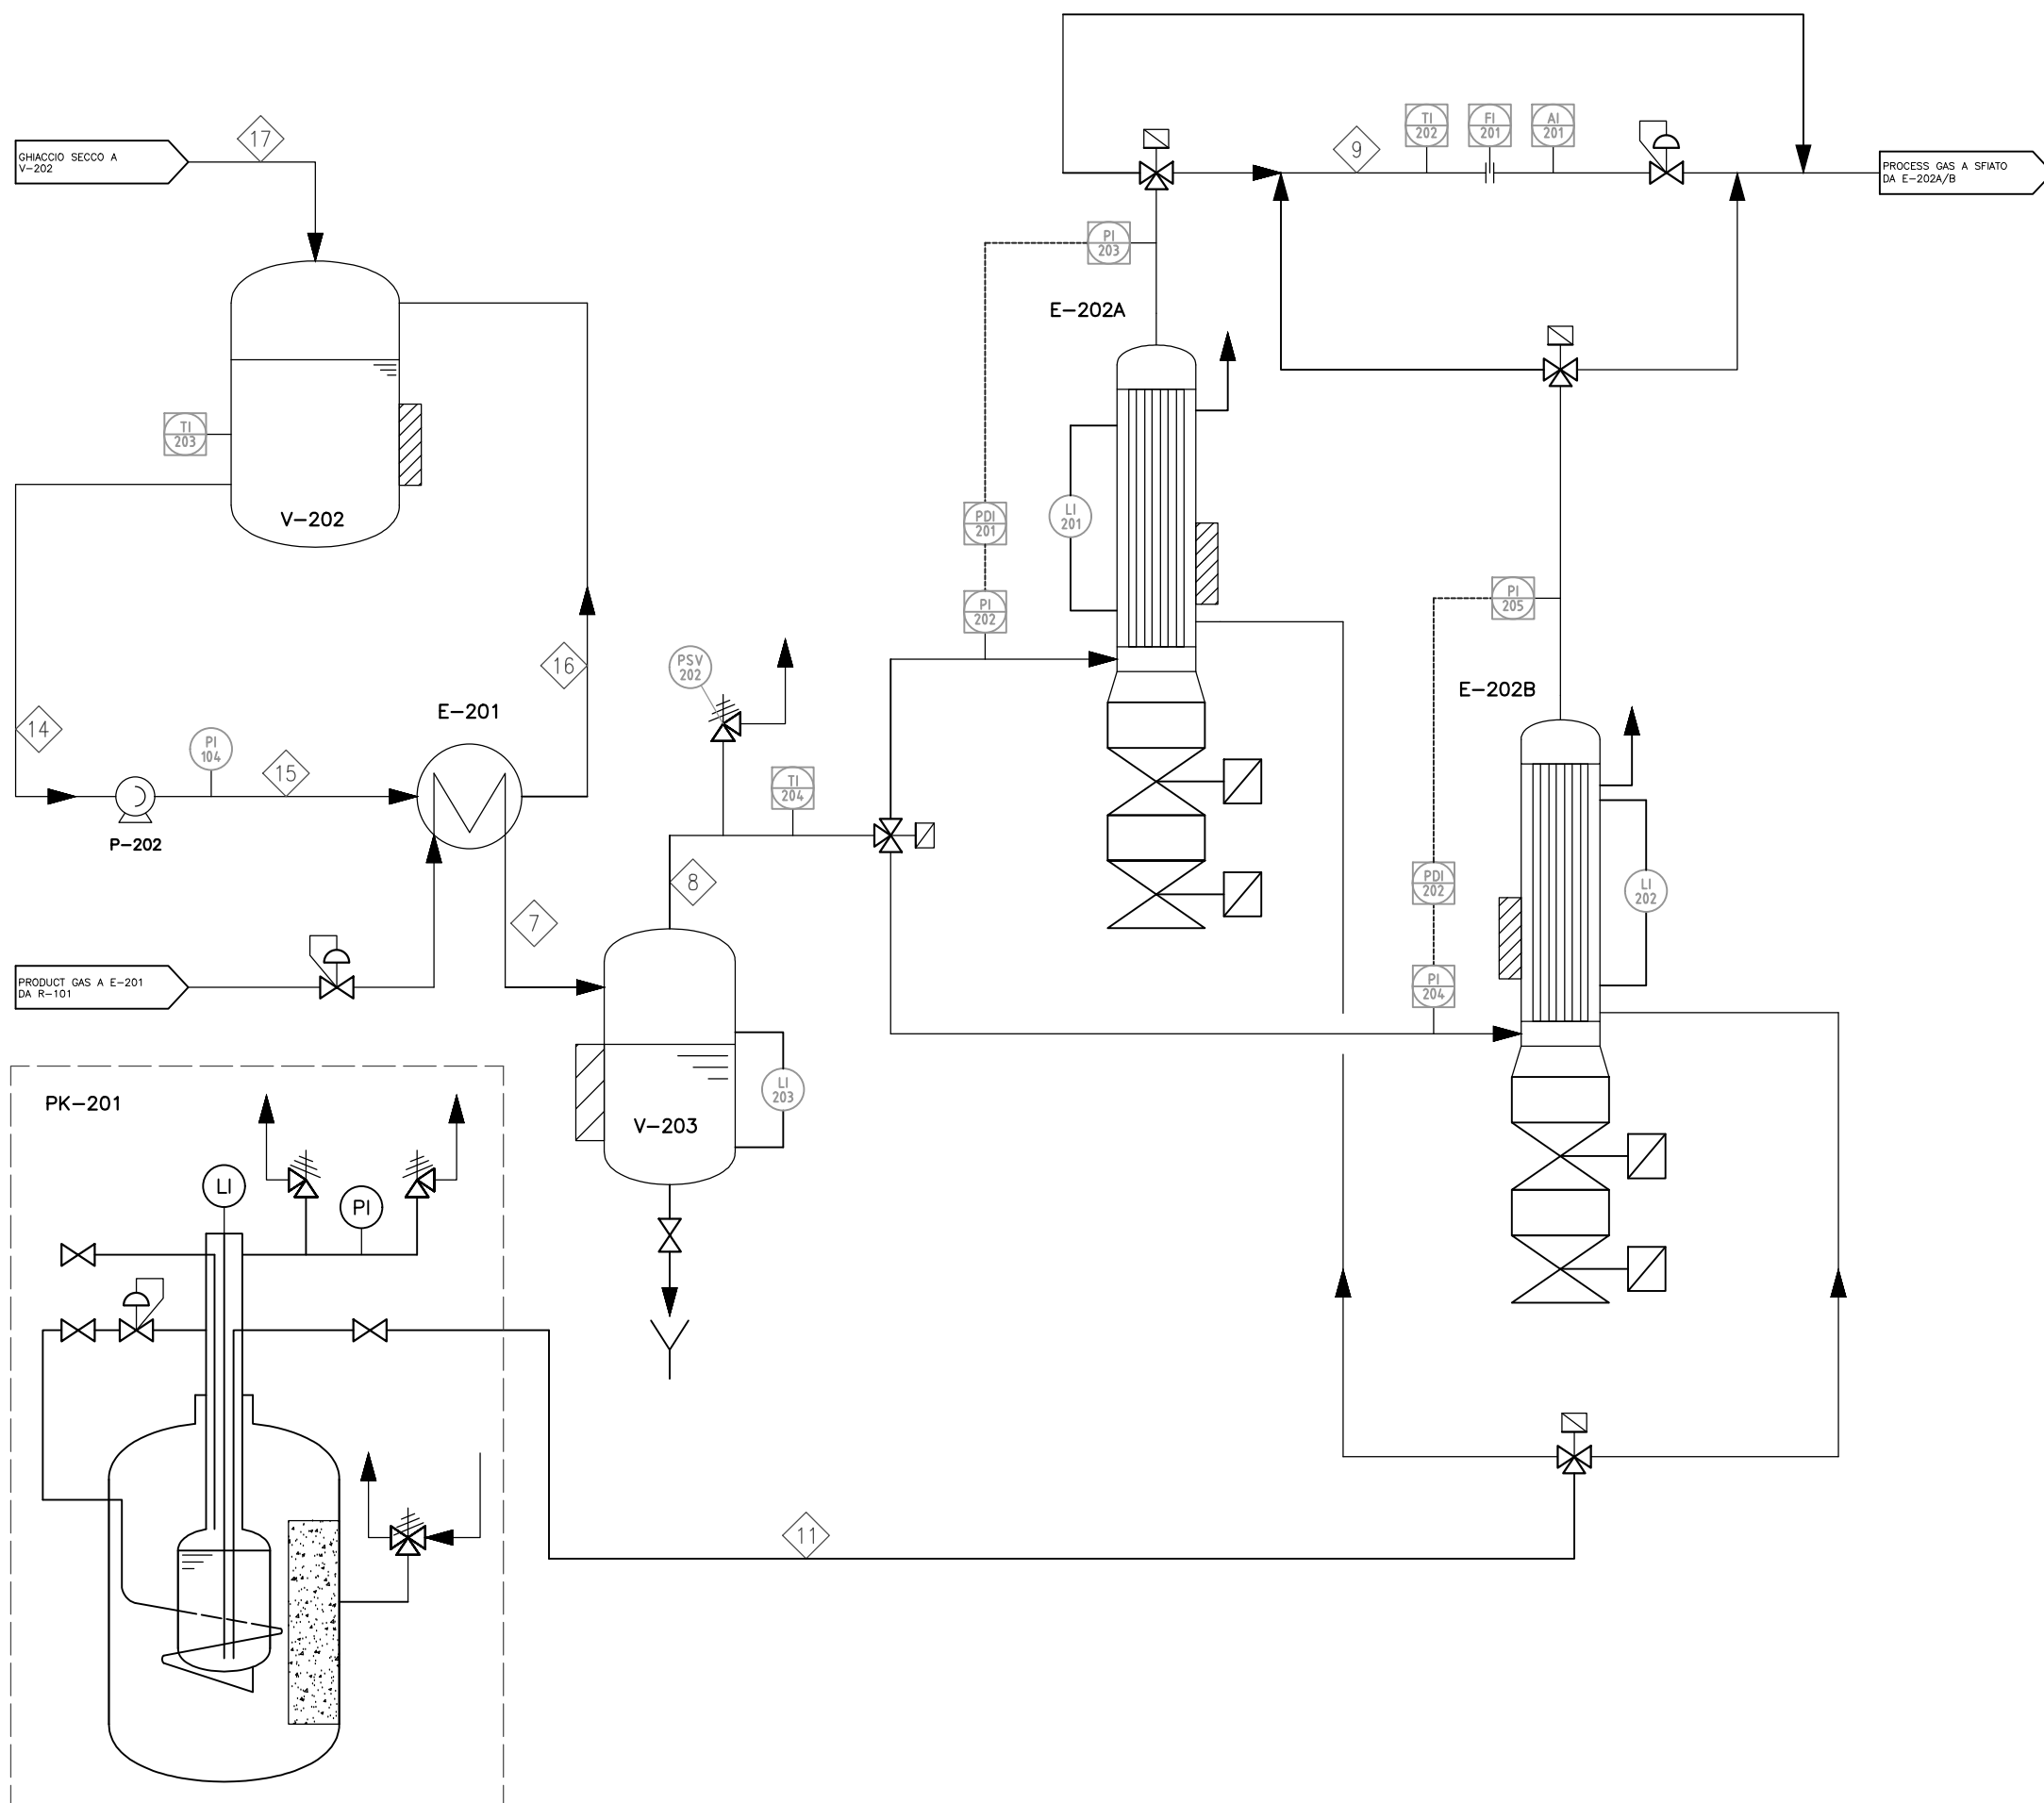 17
GHIACCIO SECCO A
V-202
TI
202
FI
201
AI
201
9
PROCESS GAS A SFIATO
DA E-202A/B
PI
203
E-202A
TI
203
V-202
PDI
201
LI
201
PI
202
PI
205
16
PSV
202
E-202B
E-201
14
PI
104
15
TI
204
P-202
8
PDI
202
LI
202
7
PRODUCT GAS A E-201
DA R-101
PI
204
PK-201
LI
203
V-203
LI
PI
11